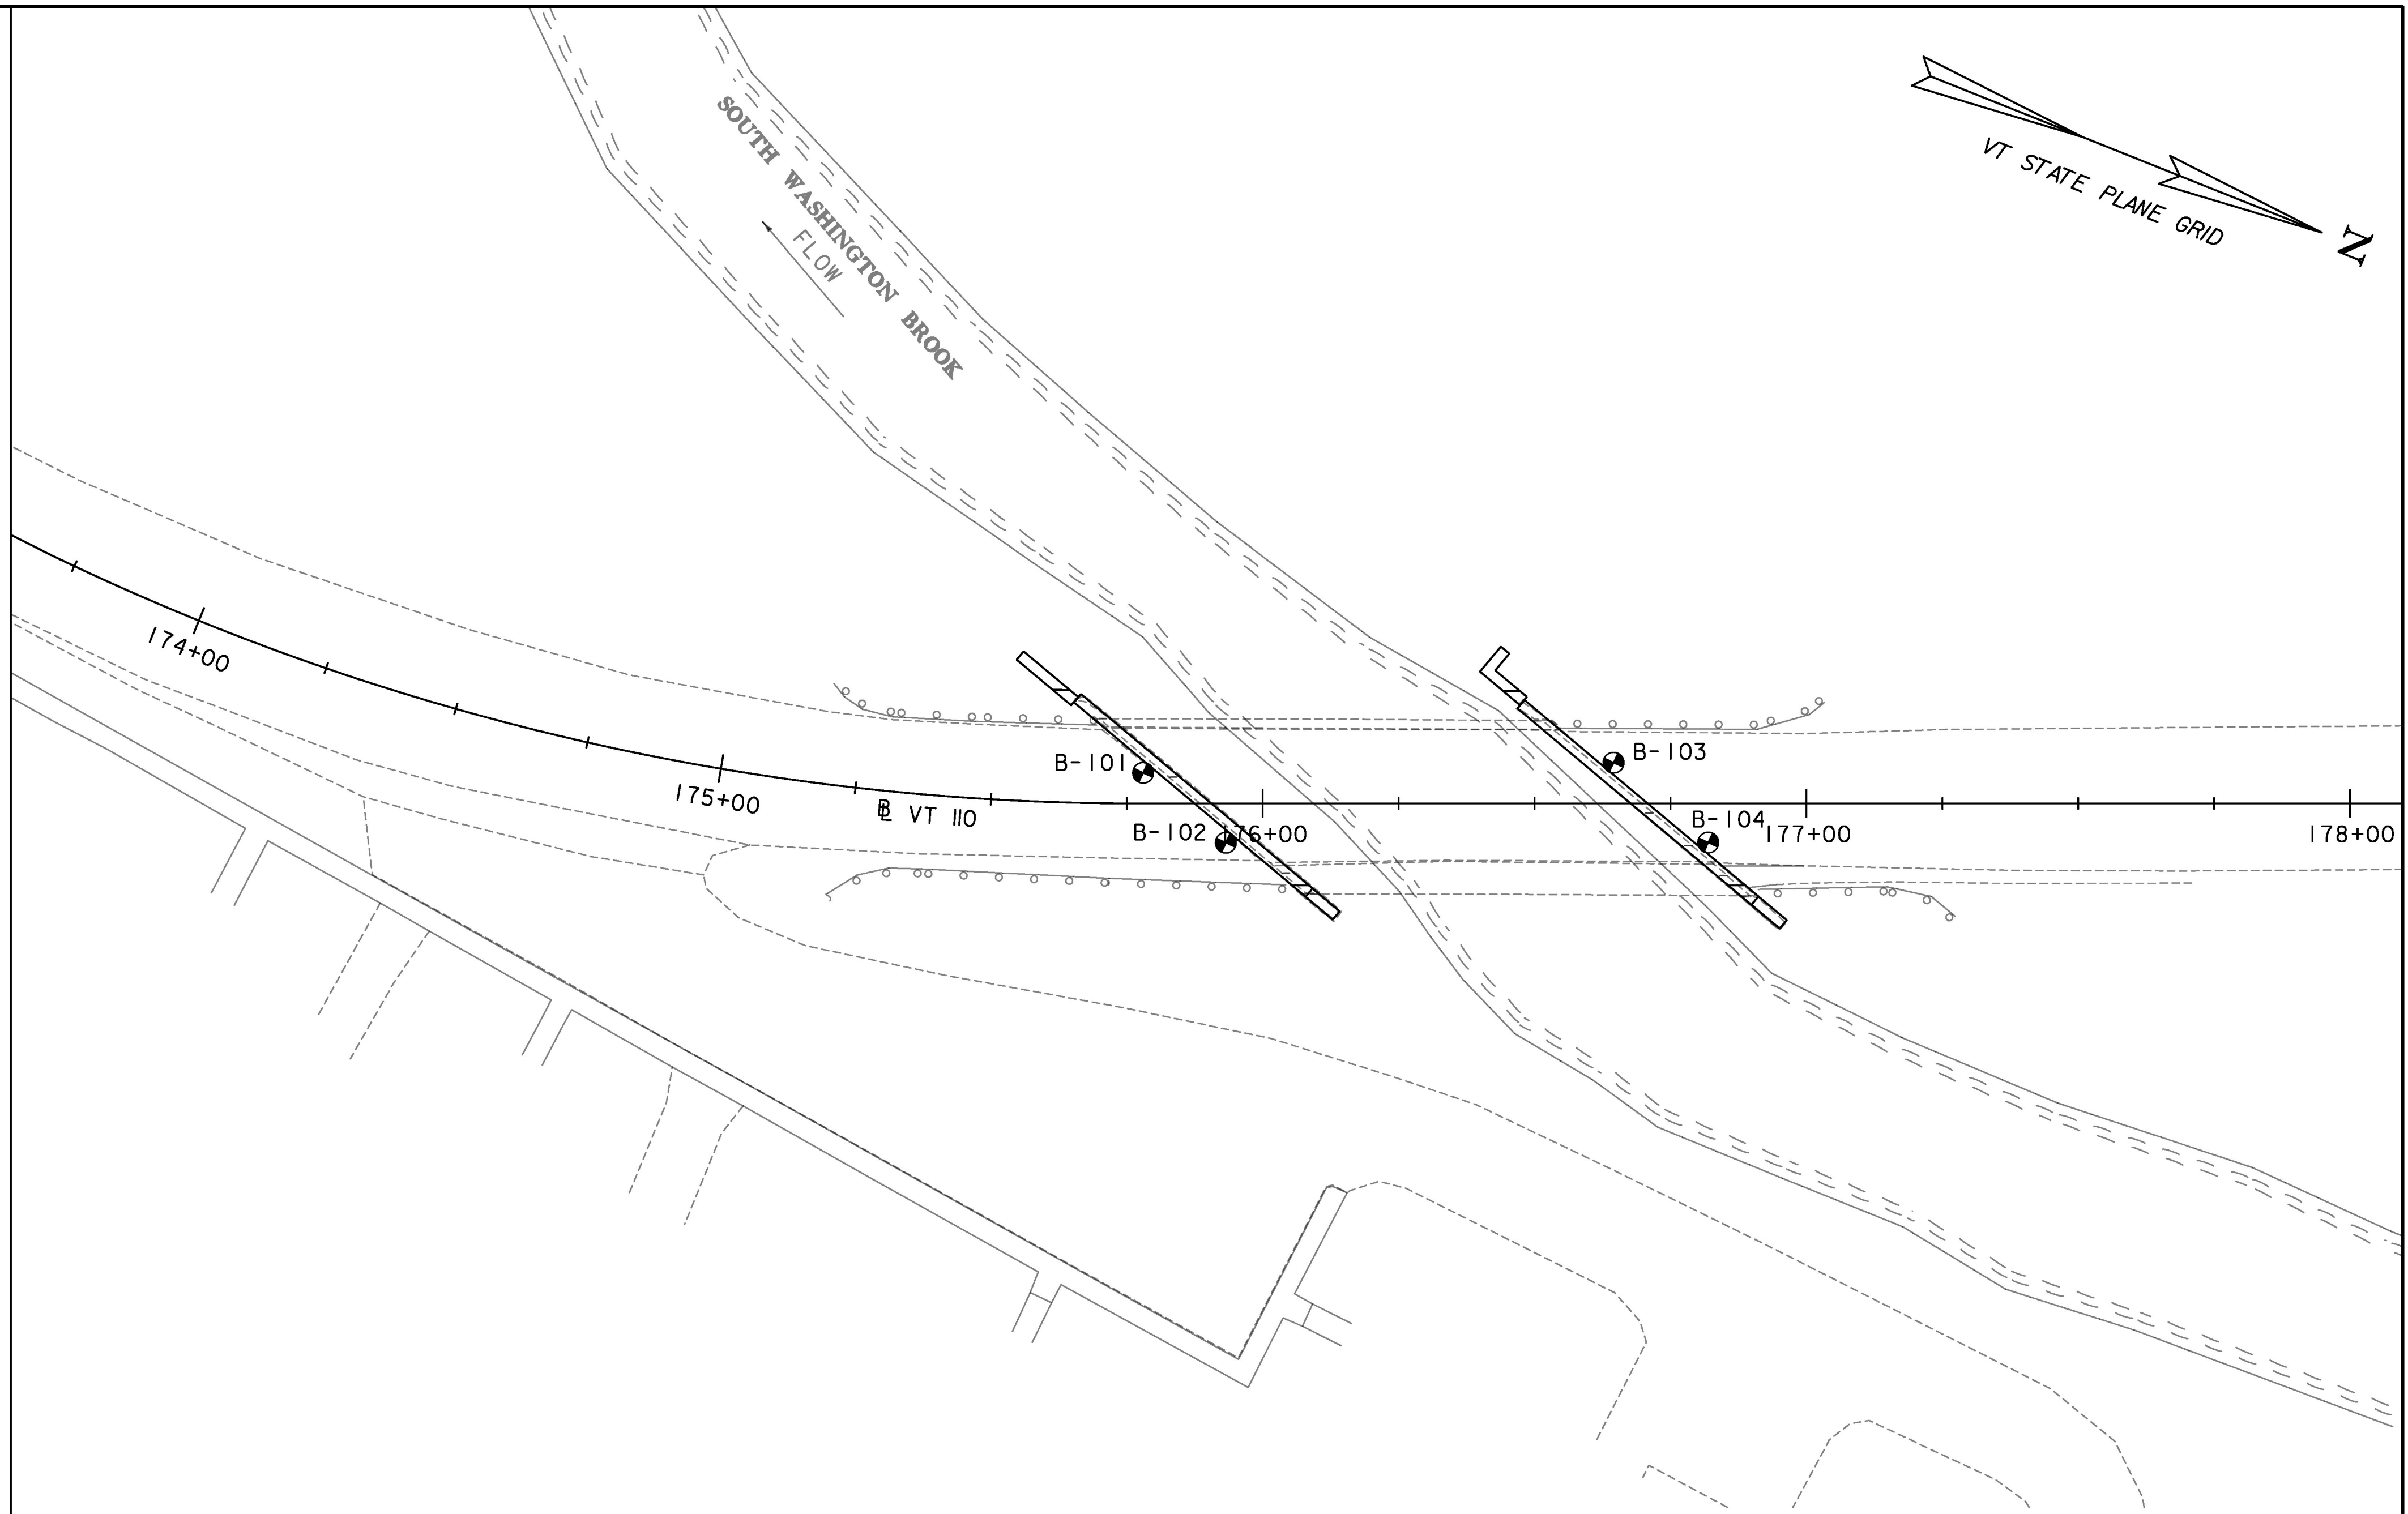 SOUTH WASHINGTON BROOK
FLOW
VT STATE PLANE GRID
N
174+00
175+00
BL VT 110
B-101
B-102
176+00
B-103
B-104
177+00
178+00